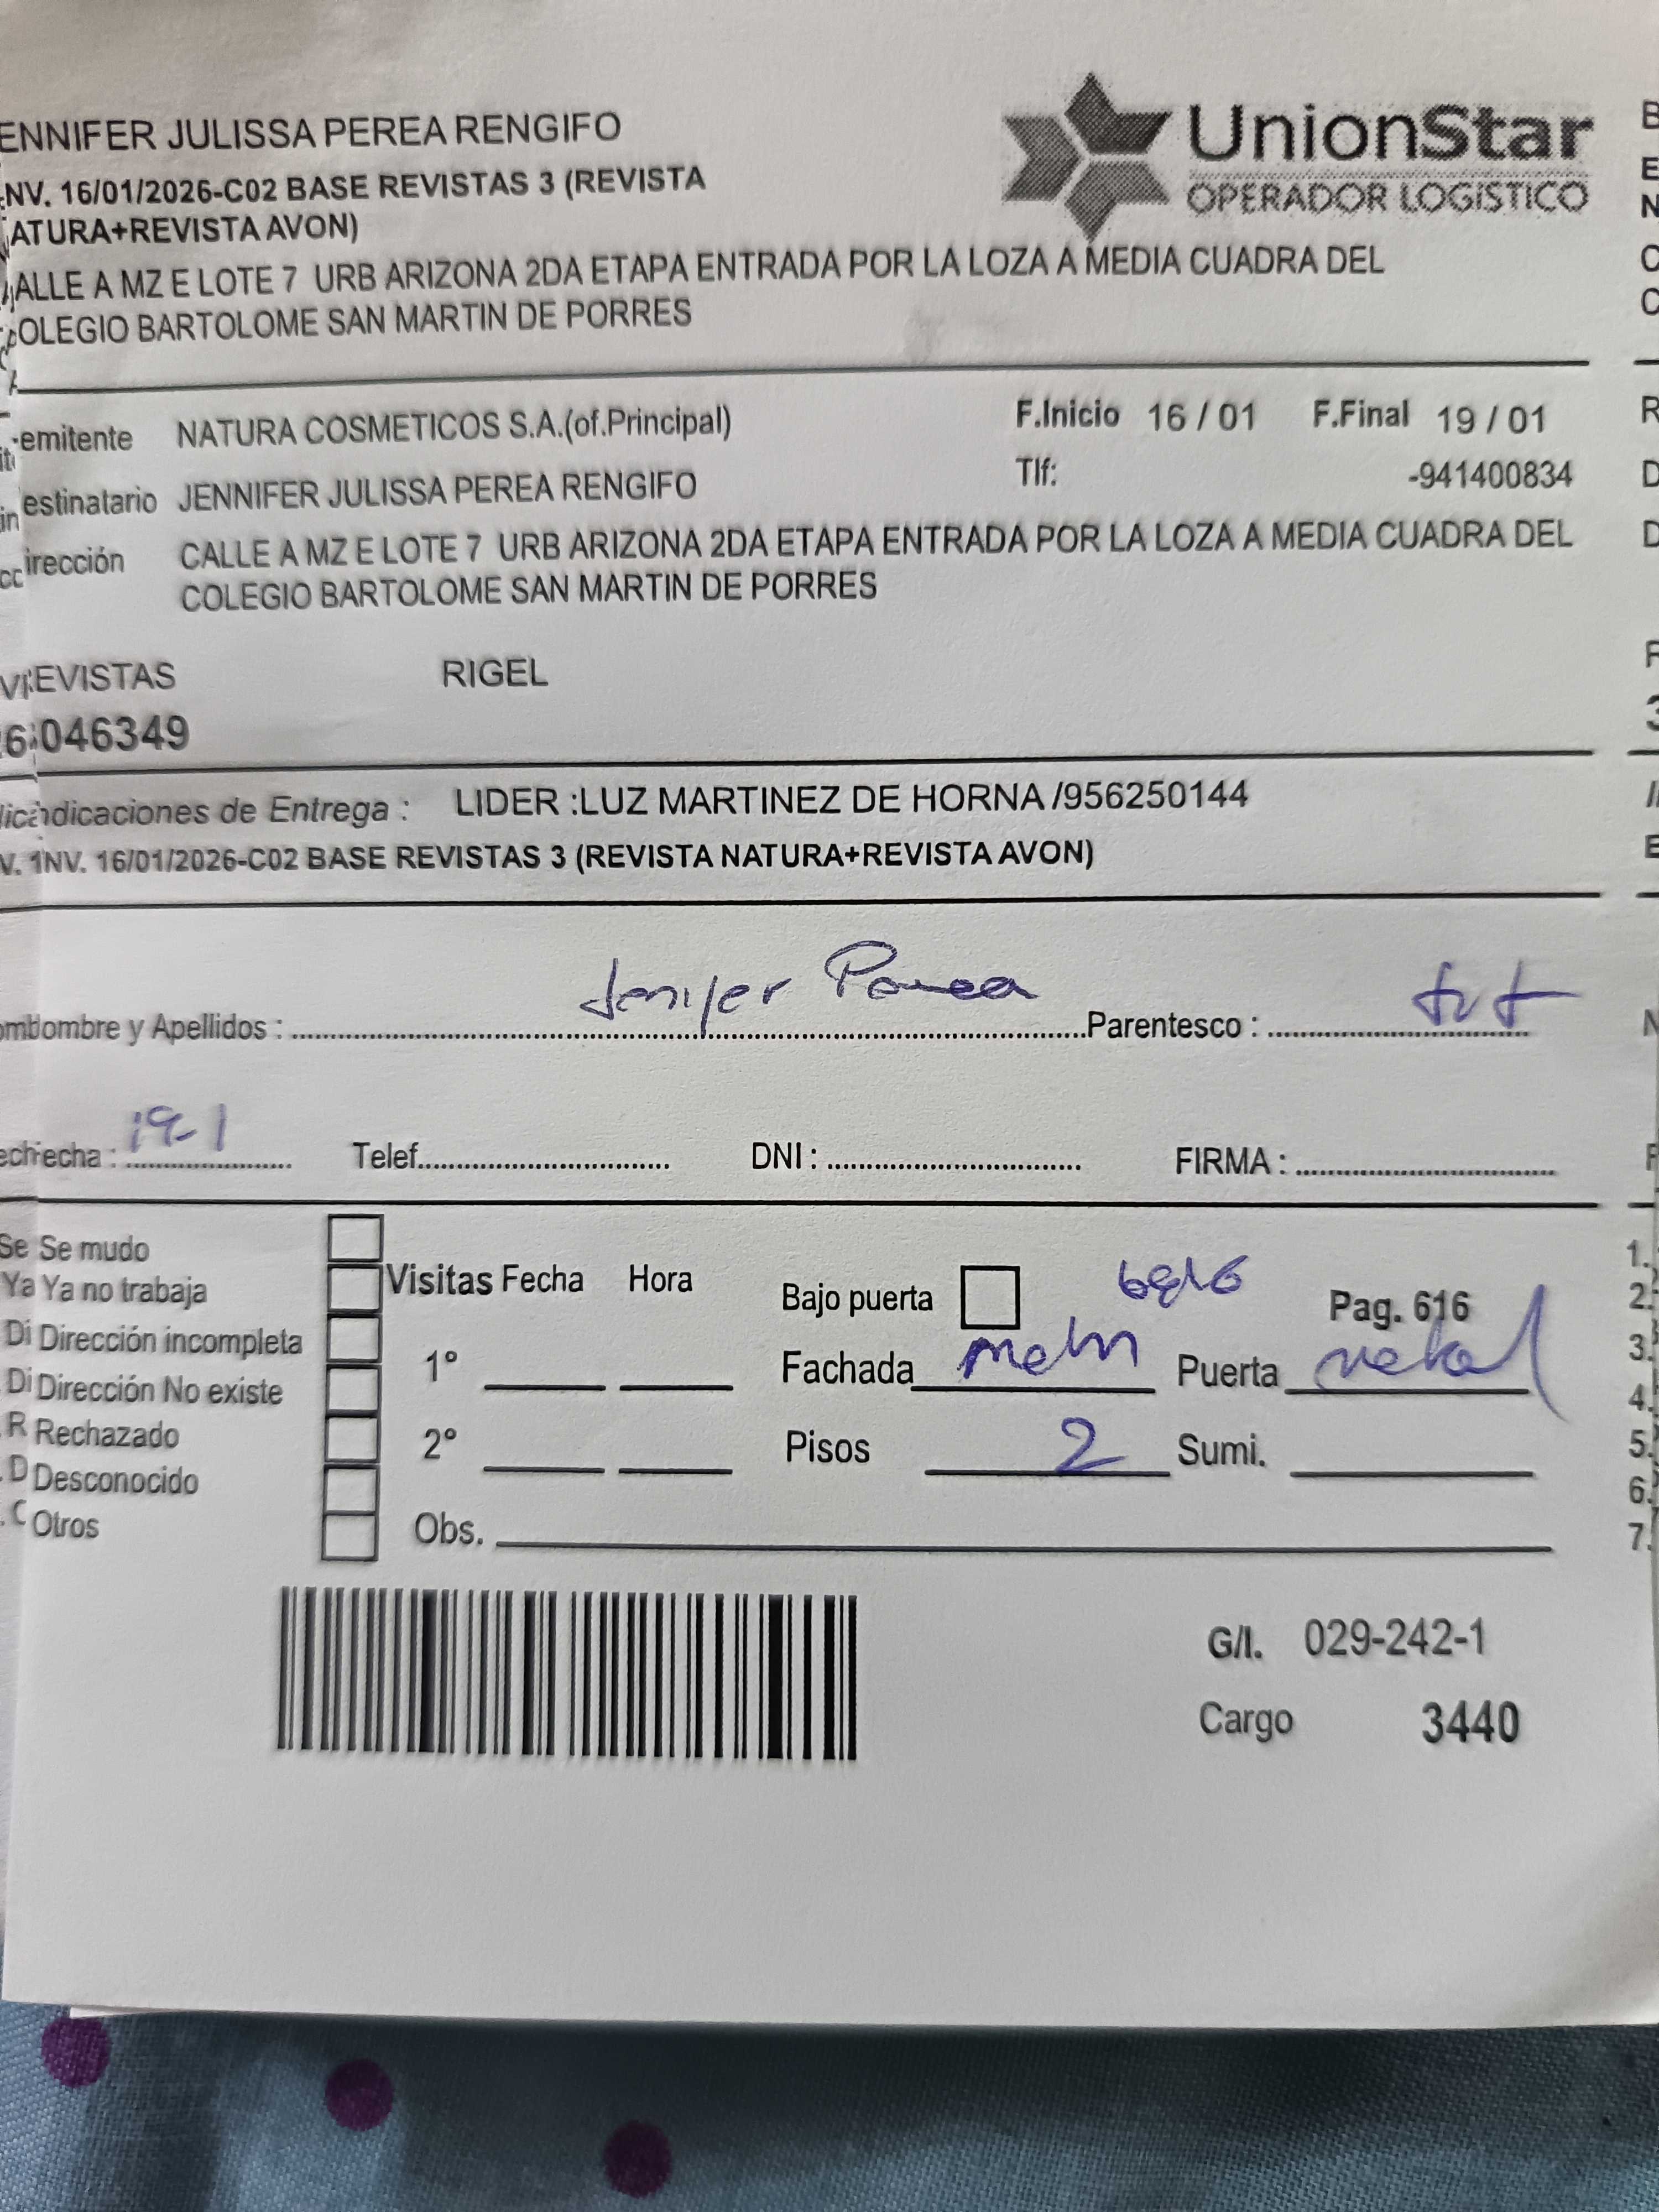 ENNIFER JULISSA PEREA RENGIFO
UnionStar
OPERADOR LOGÍSTICO
NV. 16/01/2026-C02 BASE REVISTAS 3 (REVISTA
ATURA+REVISTA AVON)
ALLE A MZ E LOTE 7 URB ARIZONA 2DA ETAPA ENTRADA POR LA LOZA A MEDIA CUADRA DEL
OLEGIO BARTOLOME SAN MARTIN DE PORRES
emitente NATURA COSMETICOS S.A.(of.Principal) F.Inicio 16 / 01 F.Final 19 / 01
estinatario JENNIFER JULISSA PEREA RENGIFO Tlf: -941400834
irección CALLE A MZ E LOTE 7 URB ARIZONA 2DA ETAPA ENTRADA POR LA LOZA A MEDIA CUADRA DEL
COLEGIO BARTOLOME SAN MARTIN DE PORRES
EVISTAS RIGEL
046349
dicaciones de Entrega : LIDER :LUZ MARTINEZ DE HORNA /956250144
NV. 16/01/2026-C02 BASE REVISTAS 3 (REVISTA NATURA+REVISTA AVON)
ombre y Apellidos : Jenifer Perea Parentesco :
echa : 19-1 Telef. DNI : FIRMA :
Se mudo
Ya no trabaja
Dirección incompleta
Dirección No existe
Rechazado
Desconocido
Otros
Visitas Fecha Hora
1°
2°
Obs.
Bajo puerta Pag. 616
Fachada Puerta metal
Pisos 2 Sumi.
G/I. 029-242-1
Cargo 3440